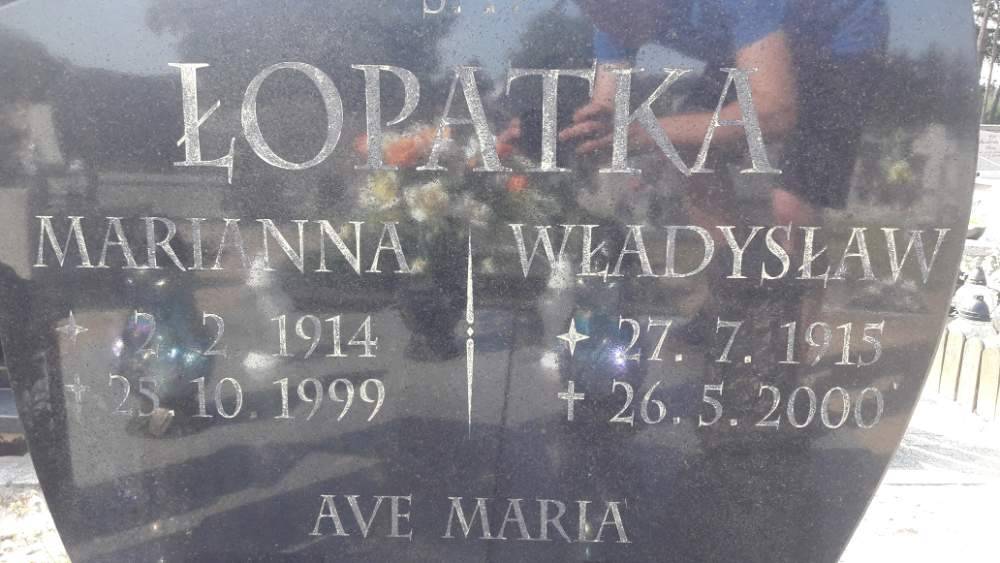 ŁOPATKA
MARIANNA WŁADYSŁAW
2. 2. 1914 27. 7. 1915
25. 10. 1999 26. 5. 2000
AVE MARIA